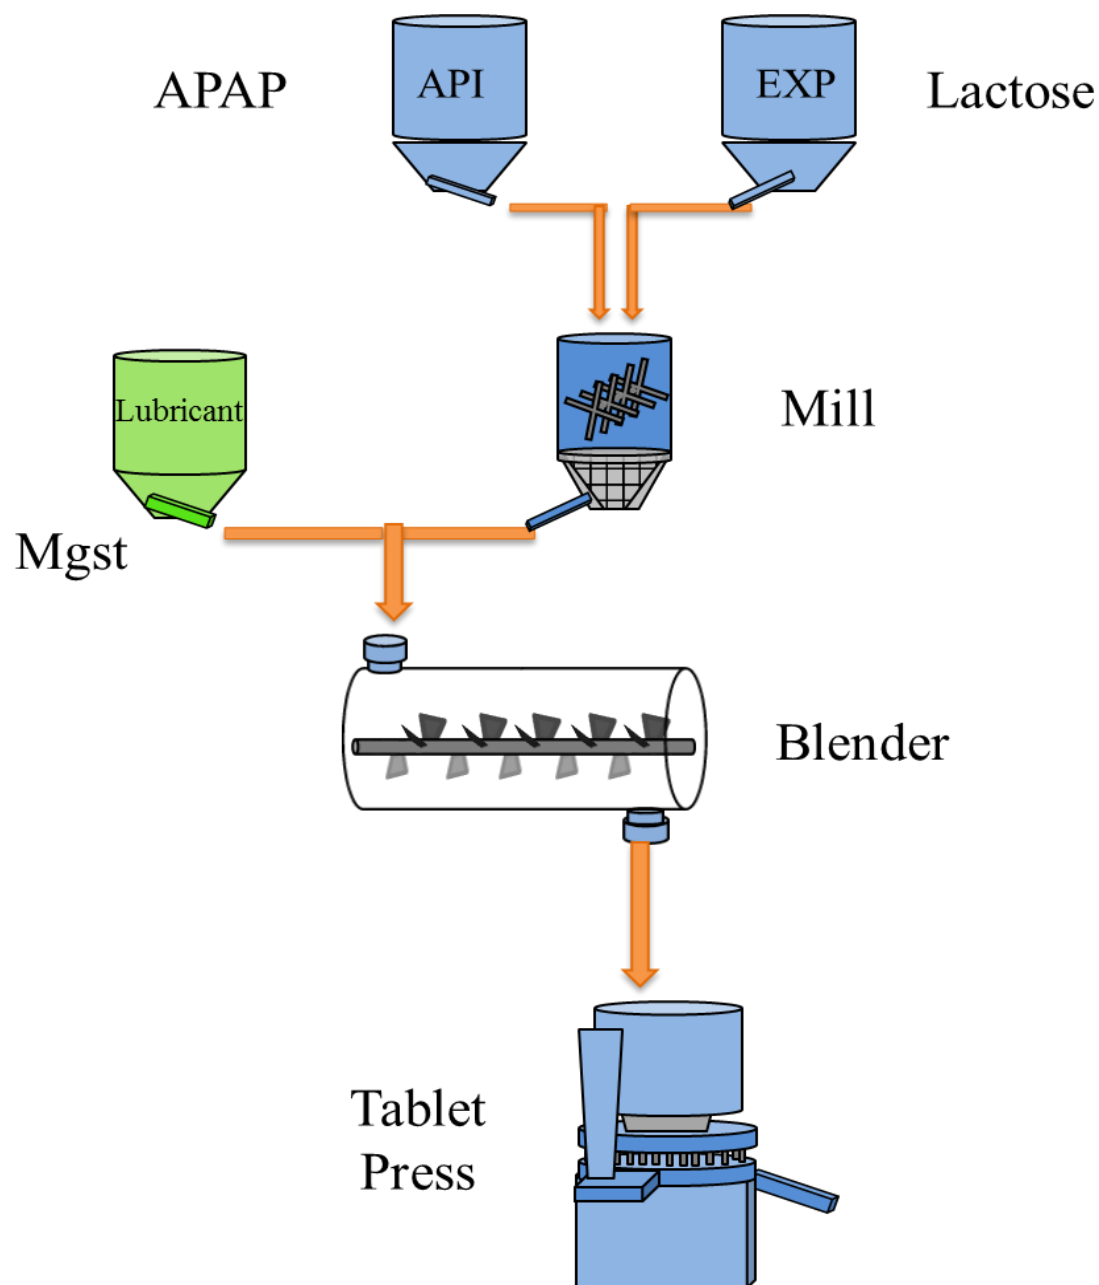 APAP
API
EXP
Lactose
Lubricant
Mill
Mgst
Blender
Tablet
Press